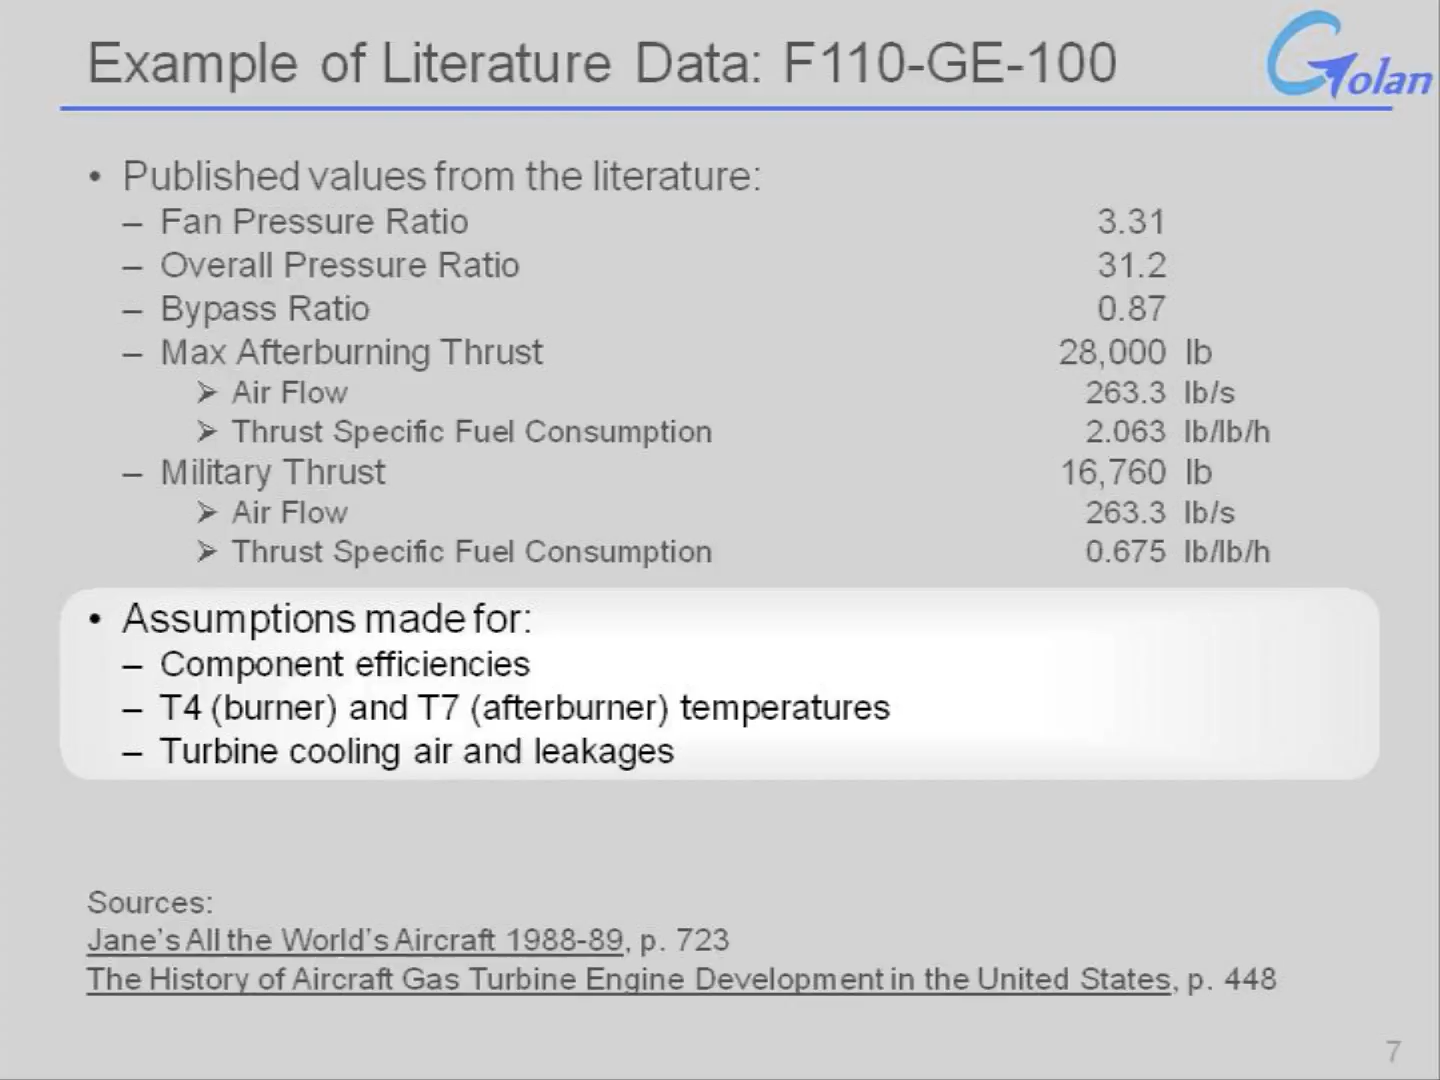 Example of Literature Data: F110-GE-100
Golan
• Published values from the literature:
– Fan Pressure Ratio 3.31
– Overall Pressure Ratio 31.2
– Bypass Ratio 0.87
– Max Afterburning Thrust 28,000 lb
➢ Air Flow 263.3 lb/s
➢ Thrust Specific Fuel Consumption 2.063 lb/lb/h
– Military Thrust 16,760 lb
➢ Air Flow 263.3 lb/s
➢ Thrust Specific Fuel Consumption 0.675 lb/lb/h
• Assumptions made for:
– Component efficiencies
– T4 (burner) and T7 (afterburner) temperatures
– Turbine cooling air and leakages
Sources:
Jane's All the World's Aircraft 1988-89, p. 723
The History of Aircraft Gas Turbine Engine Development in the United States, p. 448
7